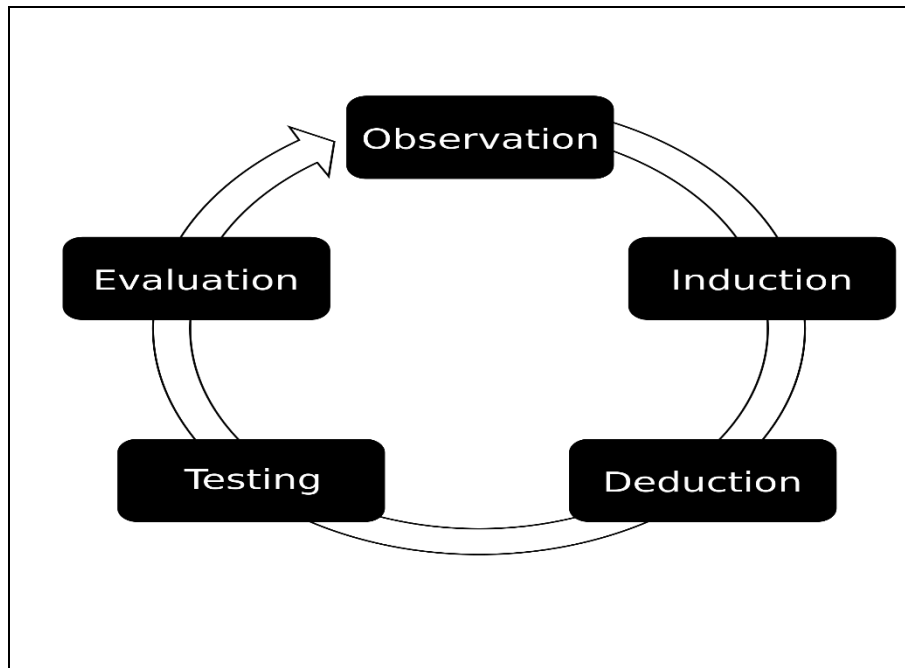 Observation
Evaluation
Induction
Testing
Deduction